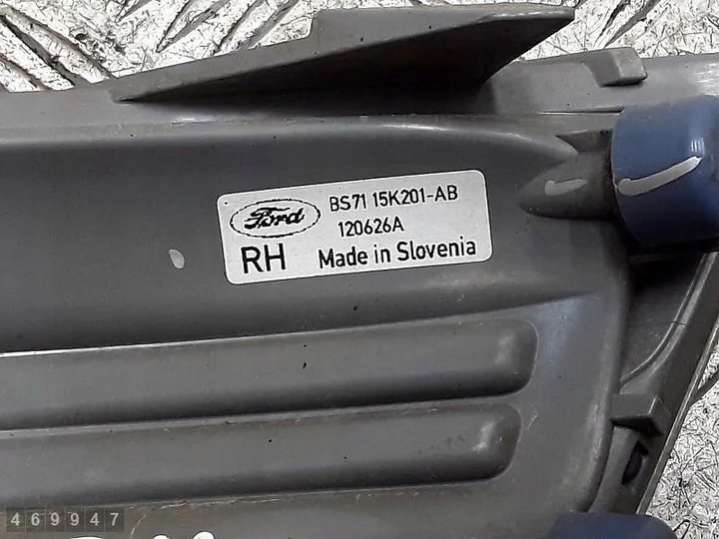 Ford BS71 15K201-AB
120626A
RH Made in Slovenia
469947